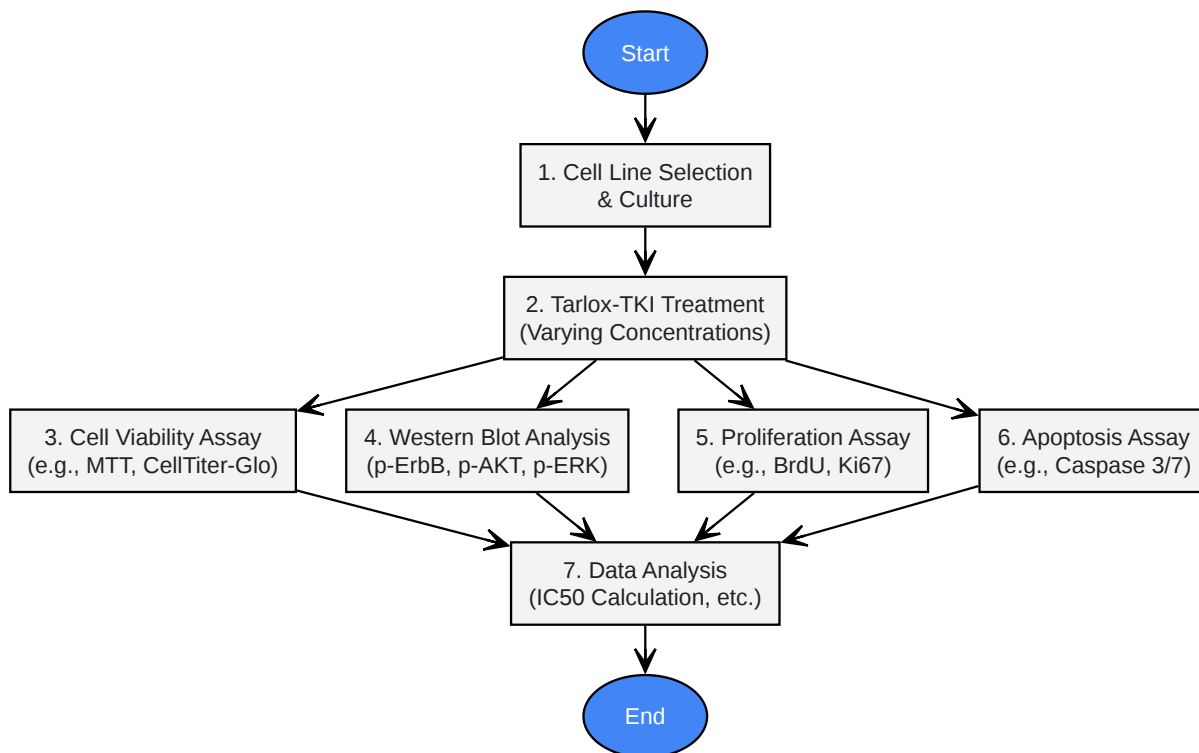 Start
1. Cell Line Selection
& Culture
2. Tarlox-TKI Treatment
(Varying Concentrations)
3. Cell Viability Assay
(e.g., MTT, CellTiter-Glo)
4. Western Blot Analysis
(p-ErbB, p-AKT, p-ERK)
5. Proliferation Assay
(e.g., BrdU, Ki67)
6. Apoptosis Assay
(e.g., Caspase 3/7)
7. Data Analysis
(IC50 Calculation, etc.)
End